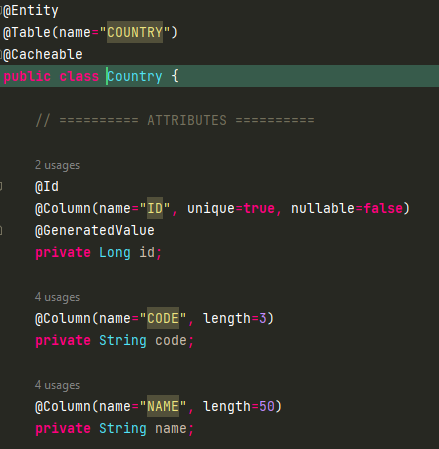 @Entity
@Table(name="COUNTRY")
@Cacheable
public class Country {
// ========== ATTRIBUTES ==========
2 usages
@Id
@Column(name="ID", unique=true, nullable=false)
@GeneratedValue
private Long id;
4 usages
@Column(name="CODE", length=3)
private String code;
4 usages
@Column(name="NAME", length=50)
private String name;